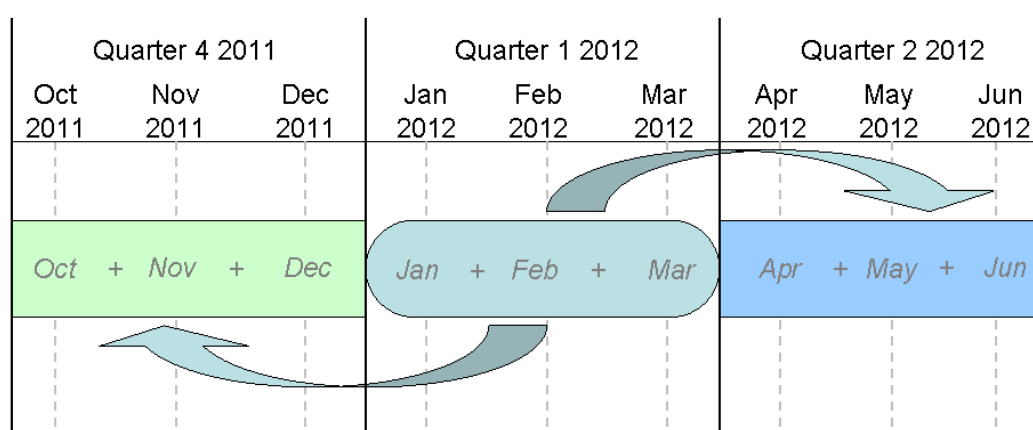 Quarter 4 2011 Quarter 1 2012 Quarter 2 2012
Oct Nov Dec Jan Feb Mar Apr May Jun
2011 2011 2011 2012 2012 2012 2012 2012 2012
Oct + Nov + Dec Jan + Feb + Mar Apr + May + Jun